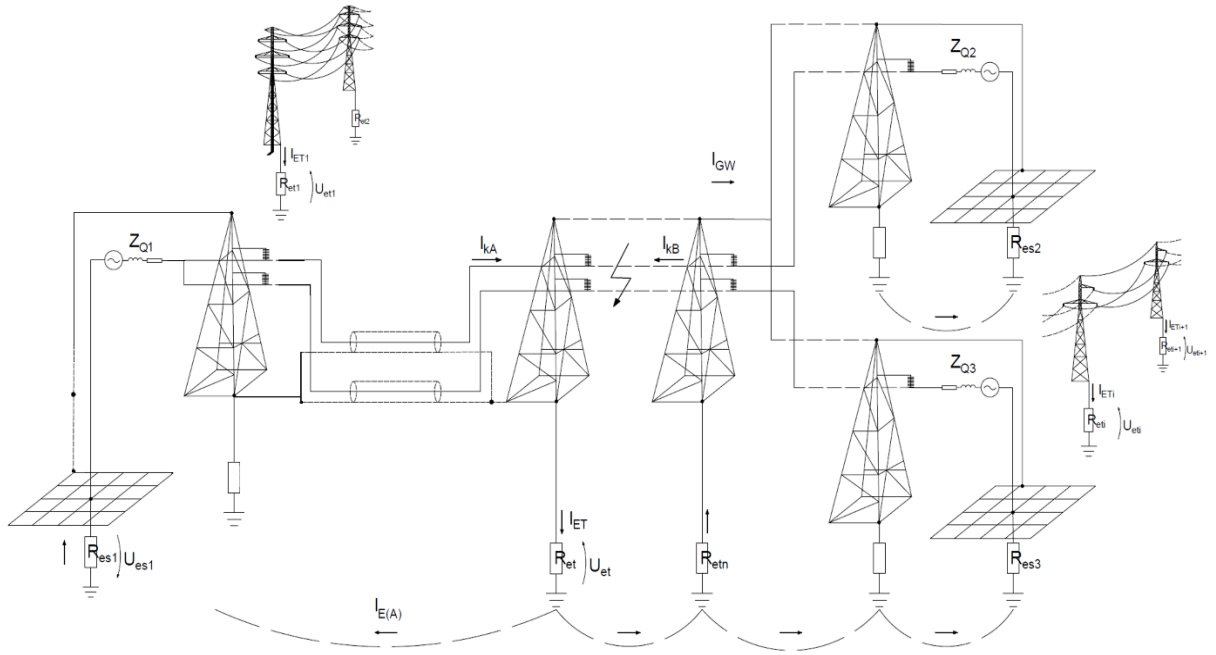 R_et2
I_ET1
R_et1
U_et1
Z_Q1
I_kA
I_kB
I_GW
Z_Q2
R_es2
I_ETi+1
R_eti+1
U_eti+1
I_ETi
R_eti
U_eti
Z_Q3
R_es1
U_es1
I_ET
R_et
U_et
R_etn
R_es3
I_E(A)